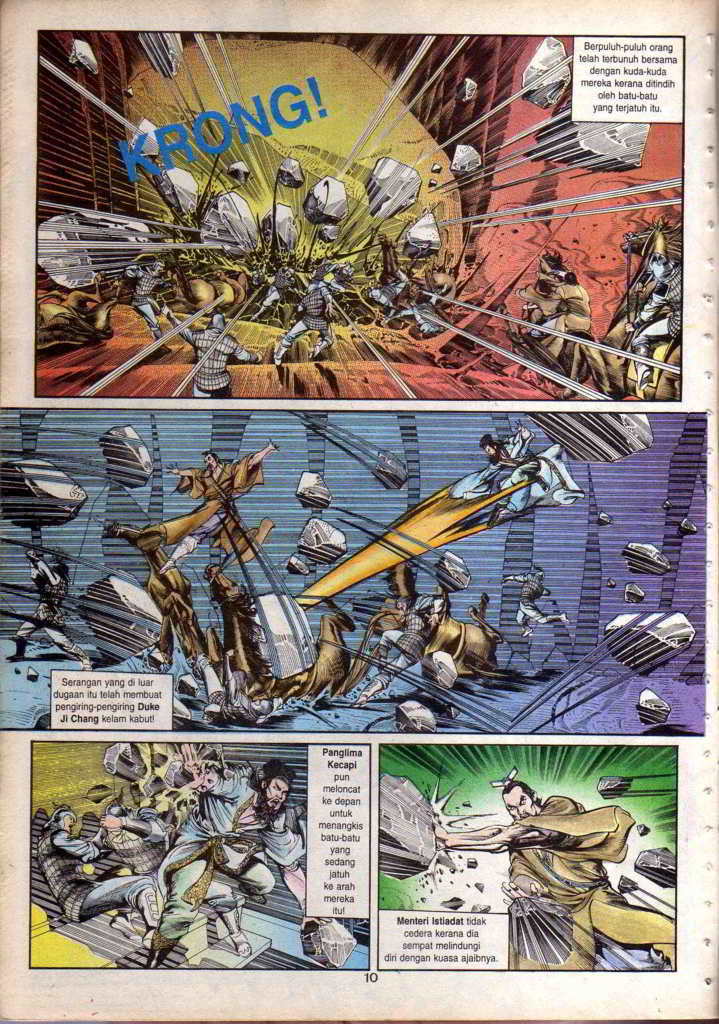 KRONG!
Berpuluh-puluh orang
telah terbunuh bersama
dengan kuda-kuda
mereka kerana ditindih
oleh batu-batu
yang terjatuh itu.
Serangan yang di luar
dugaan itu telah membuat
pengiring-pengiring Duke
Ji Chang kelam kabut!
Panglima
Kecapi
pun
meloncat
ke depan
untuk
menangkis
batu-batu
yang
sedang
jatuh
ke arah
mereka
itu!
Menteri Istiadat tidak
cedera kerana dia
sempat melindungi
diri dengan kuasa ajaibnya.
10